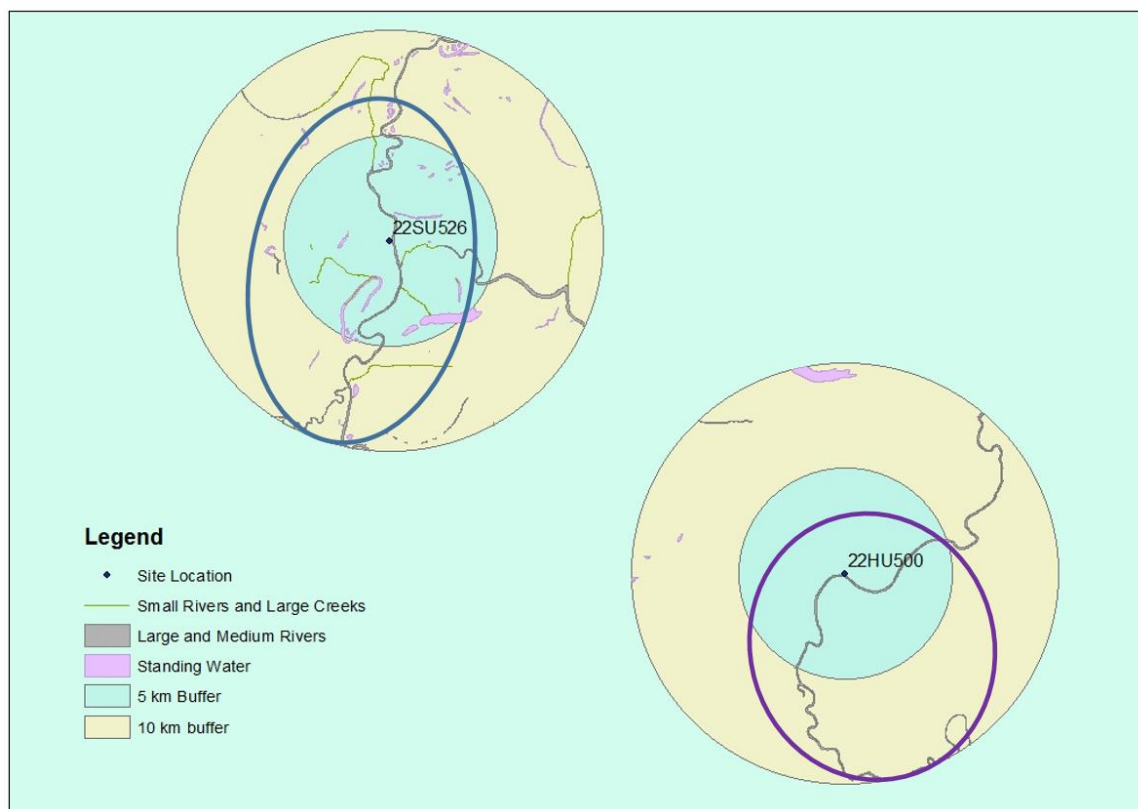 22SU526
22HU500
Legend
Site Location
Small Rivers and Large Creeks
Large and Medium Rivers
Standing Water
5 km Buffer
10 km buffer